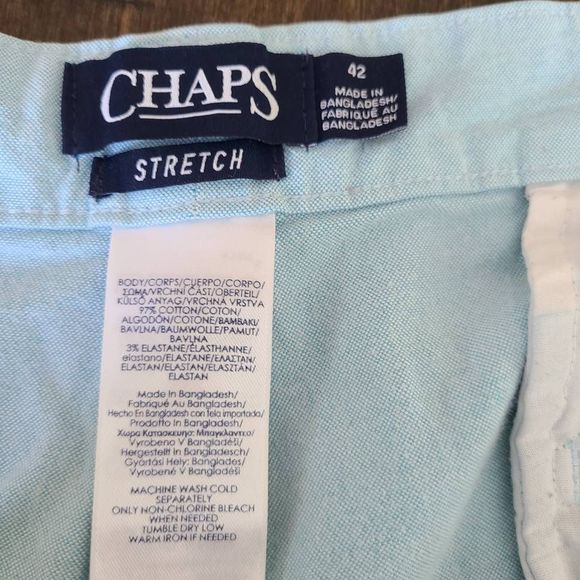 CHAPS
STRETCH
42
MADE IN
BANGLADESH/
FABRIQUÉ AU
BANGLADESH
BODY/CORPS/CUERPO/CORPO/
ΣΩΜΑ/VRCHNÍ ČÁST/OBERTEIL/
KÜLSŐ ANYAG/VRCHNÁ VRSTVA
97% COTTON/COTON/
ALGODÓN/COTONE/ΒΑΜΒΑΚΙ/
BAVLNA/BAUMWOLLE/PAMUT/
BAVLNA
3% ELASTANE/ÉLASTHANNE/
elastano/ELASTANE/ΕΛΑΣΤΑΝ/
ELASTAN/ELASTAN/ELASZTÁN/
ELASTAN
Made In Bangladesh/
Fabriqué Au Bangladesh/
Hecho En Bangladesh con tela importada/
Prodotto In Bangladesh/
Χωρα Κατασκευησ: Μπαγκλαντεσ/
Vyrobeno V Bangladéši/
Hergestellt In Bangladesch/
Gyártási Hely: Banglades/
Vyrobené V Bangladéši
MACHINE WASH COLD
SEPARATELY
ONLY NON-CHLORINE BLEACH
WHEN NEEDED
TUMBLE DRY LOW
WARM IRON IF NEEDED